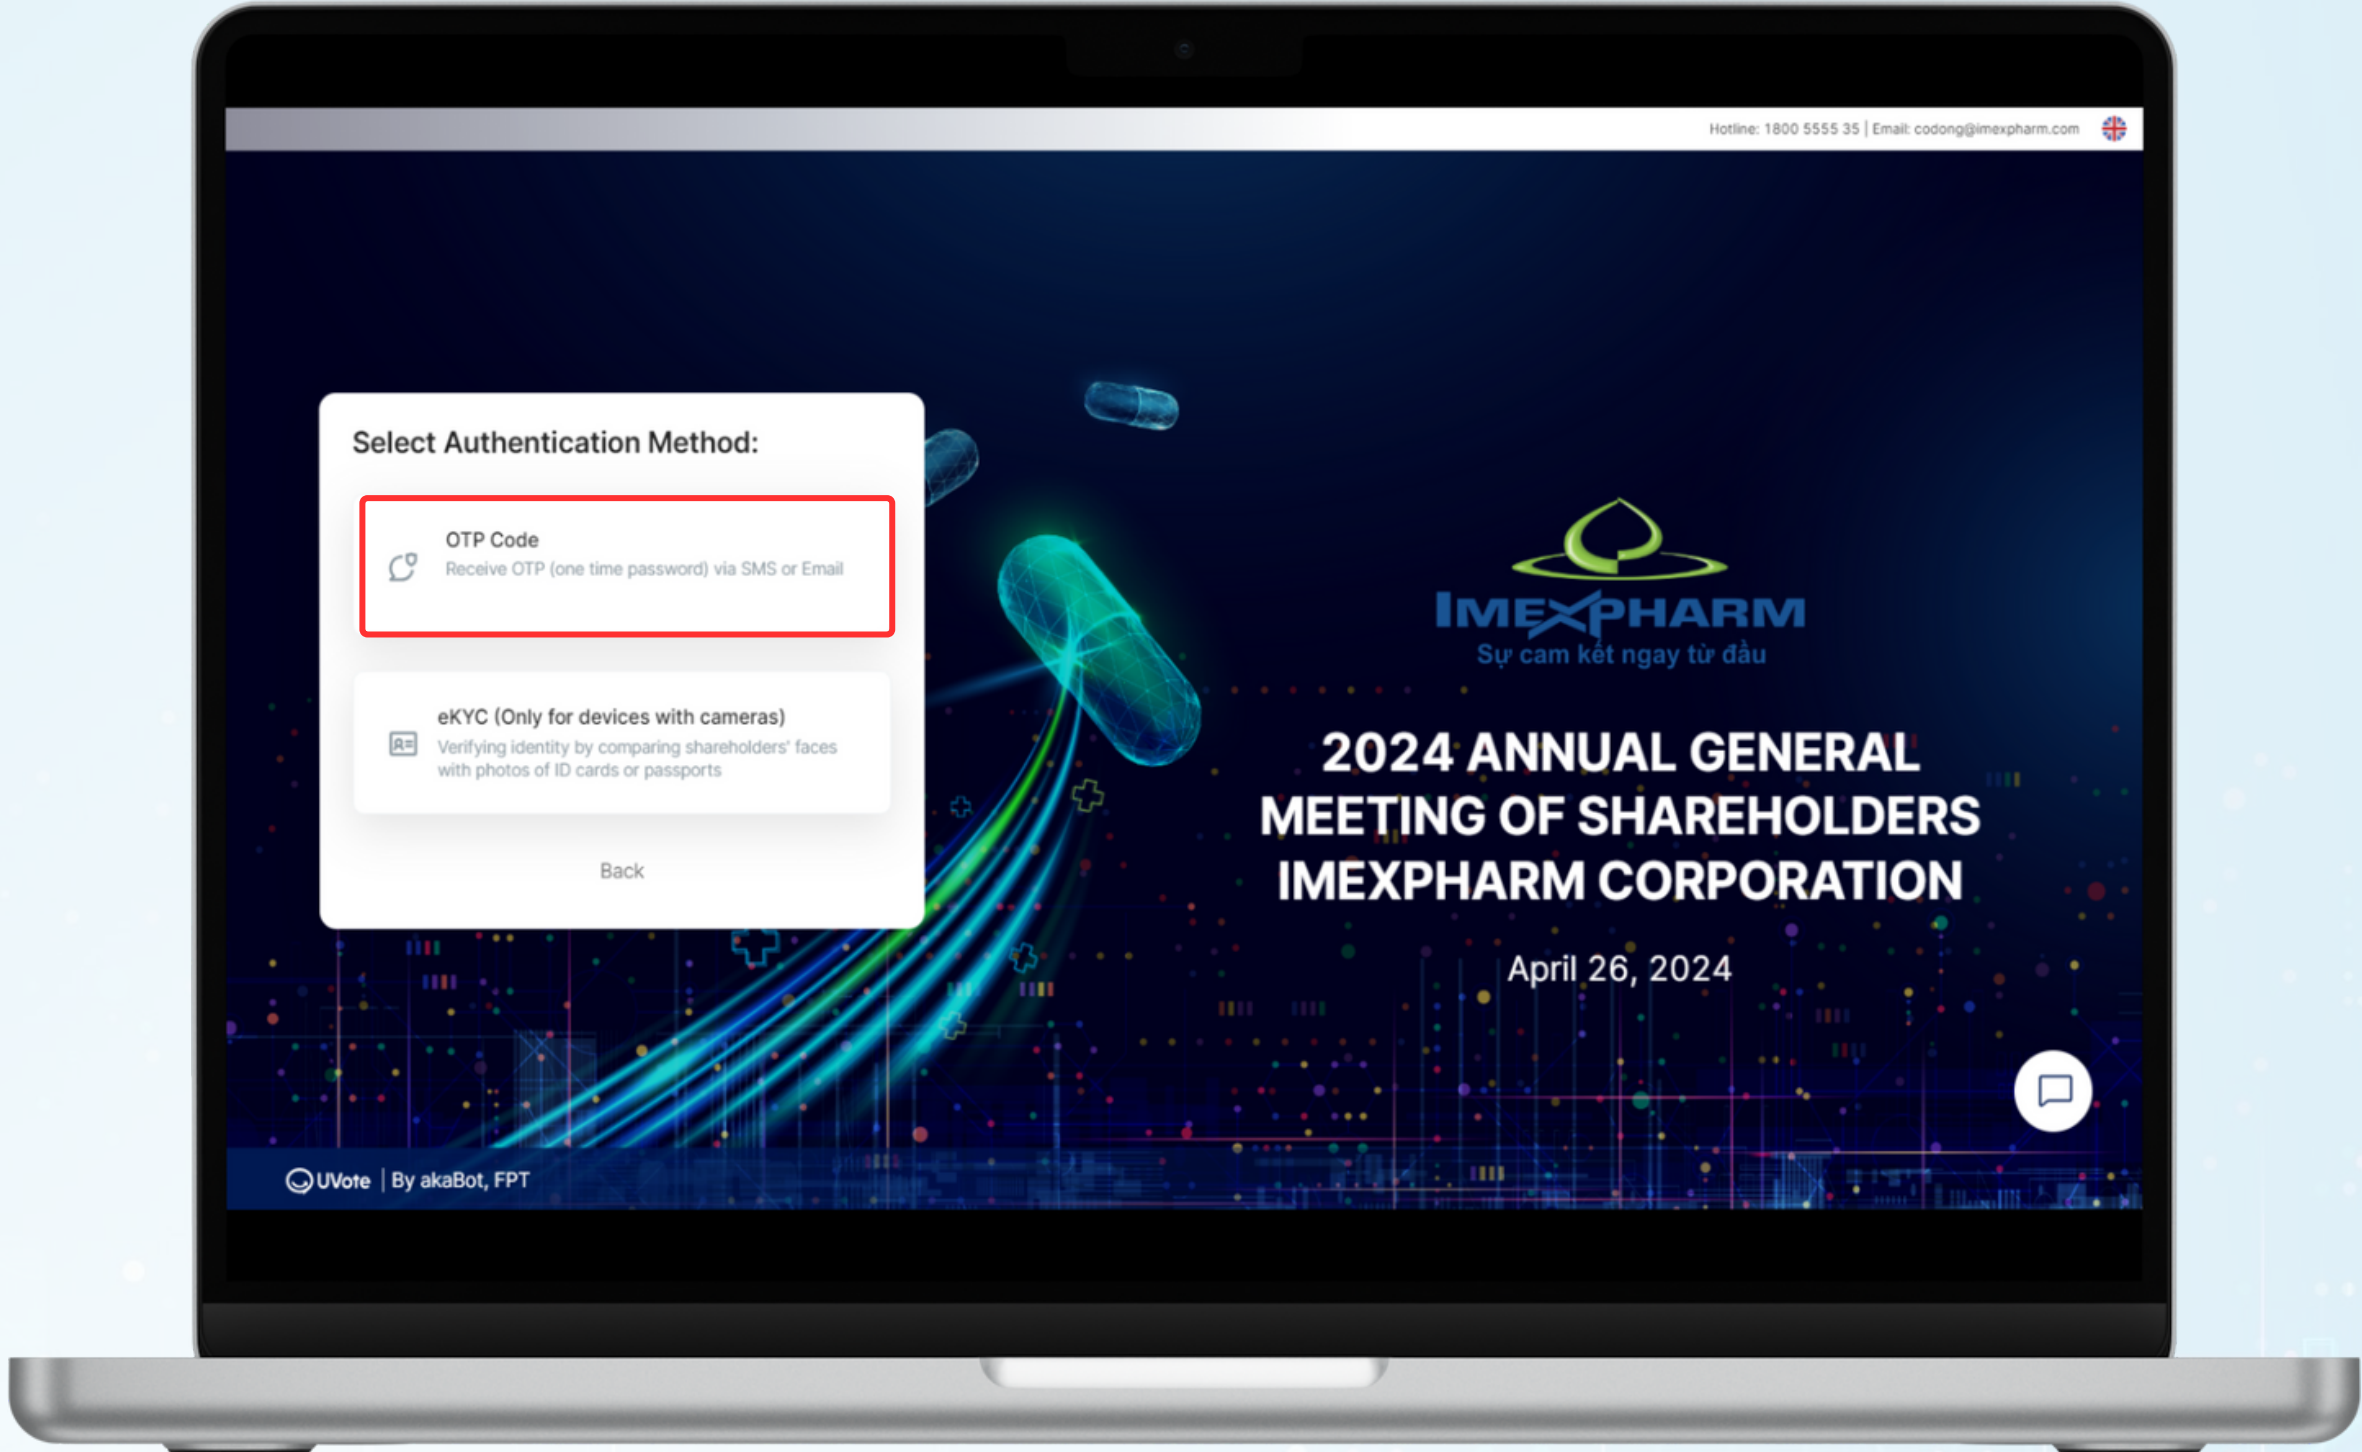 Hotline: 1800 5555 35 | Email: codong@imexpharm.com
Select Authentication Method:
OTP Code
Receive OTP (one time password) via SMS or Email
eKYC (Only for devices with cameras)
Verifying identity by comparing shareholders' faces
with photos of ID cards or passports
Back
IMEXPHARM
Sự cam kết ngay từ đầu
2024 ANNUAL GENERAL
MEETING OF SHAREHOLDERS
IMEXPHARM CORPORATION
April 26, 2024
UVote | By akaBot, FPT